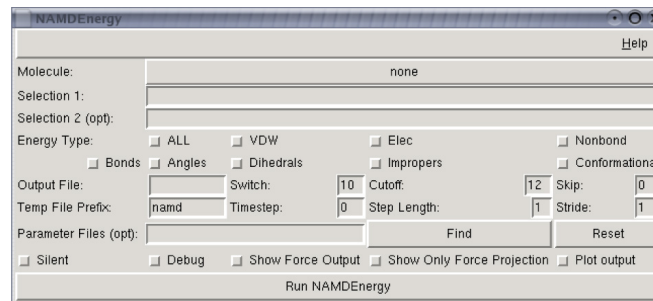 NAMDEnergy
Help
Molecule: none
Selection 1:
Selection 2 (opt):
Energy Type: ALL VDW Elec Nonbond
Bonds Angles Dihedrals Impropers Conformationa
Output File: Switch: 10 Cutoff: 12 Skip: 0
Temp File Prefix: namd Timestep: 0 Step Length: 1 Stride: 1
Parameter Files (opt): Find Reset
Silent Debug Show Force Output Show Only Force Projection Plot output
Run NAMDEnergy